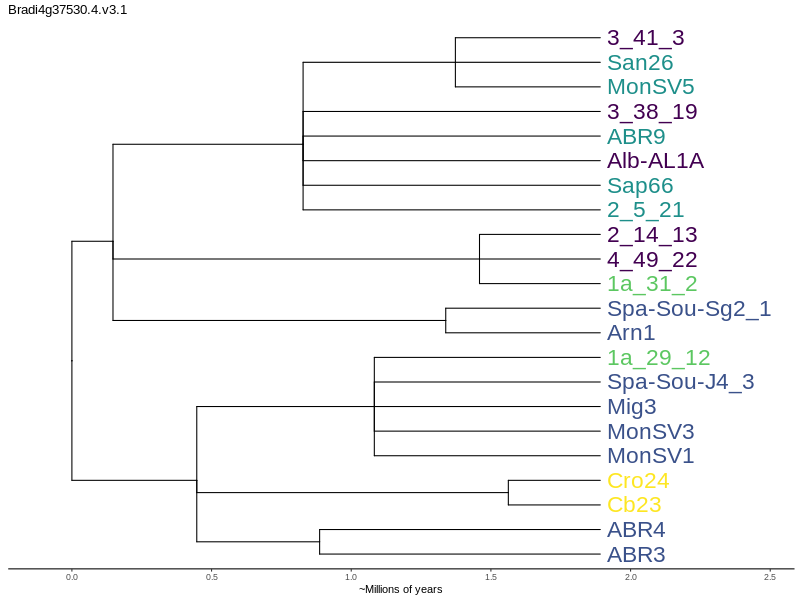 Bradi4g37530.4.v3.1
3_41_3
San26
MonSV5
3_38_19
ABR9
Alb-AL1A
Sap66
2_5_21
2_14_13
4_49_22
1a_31_2
Spa-Sou-Sg2_1
Arn1
1a_29_12
Spa-Sou-J4_3
Mig3
MonSV3
MonSV1
Cro24
Cb23
ABR4
ABR3
0.0 0.5 1.0 1.5 2.0 2.5
~Millions of years